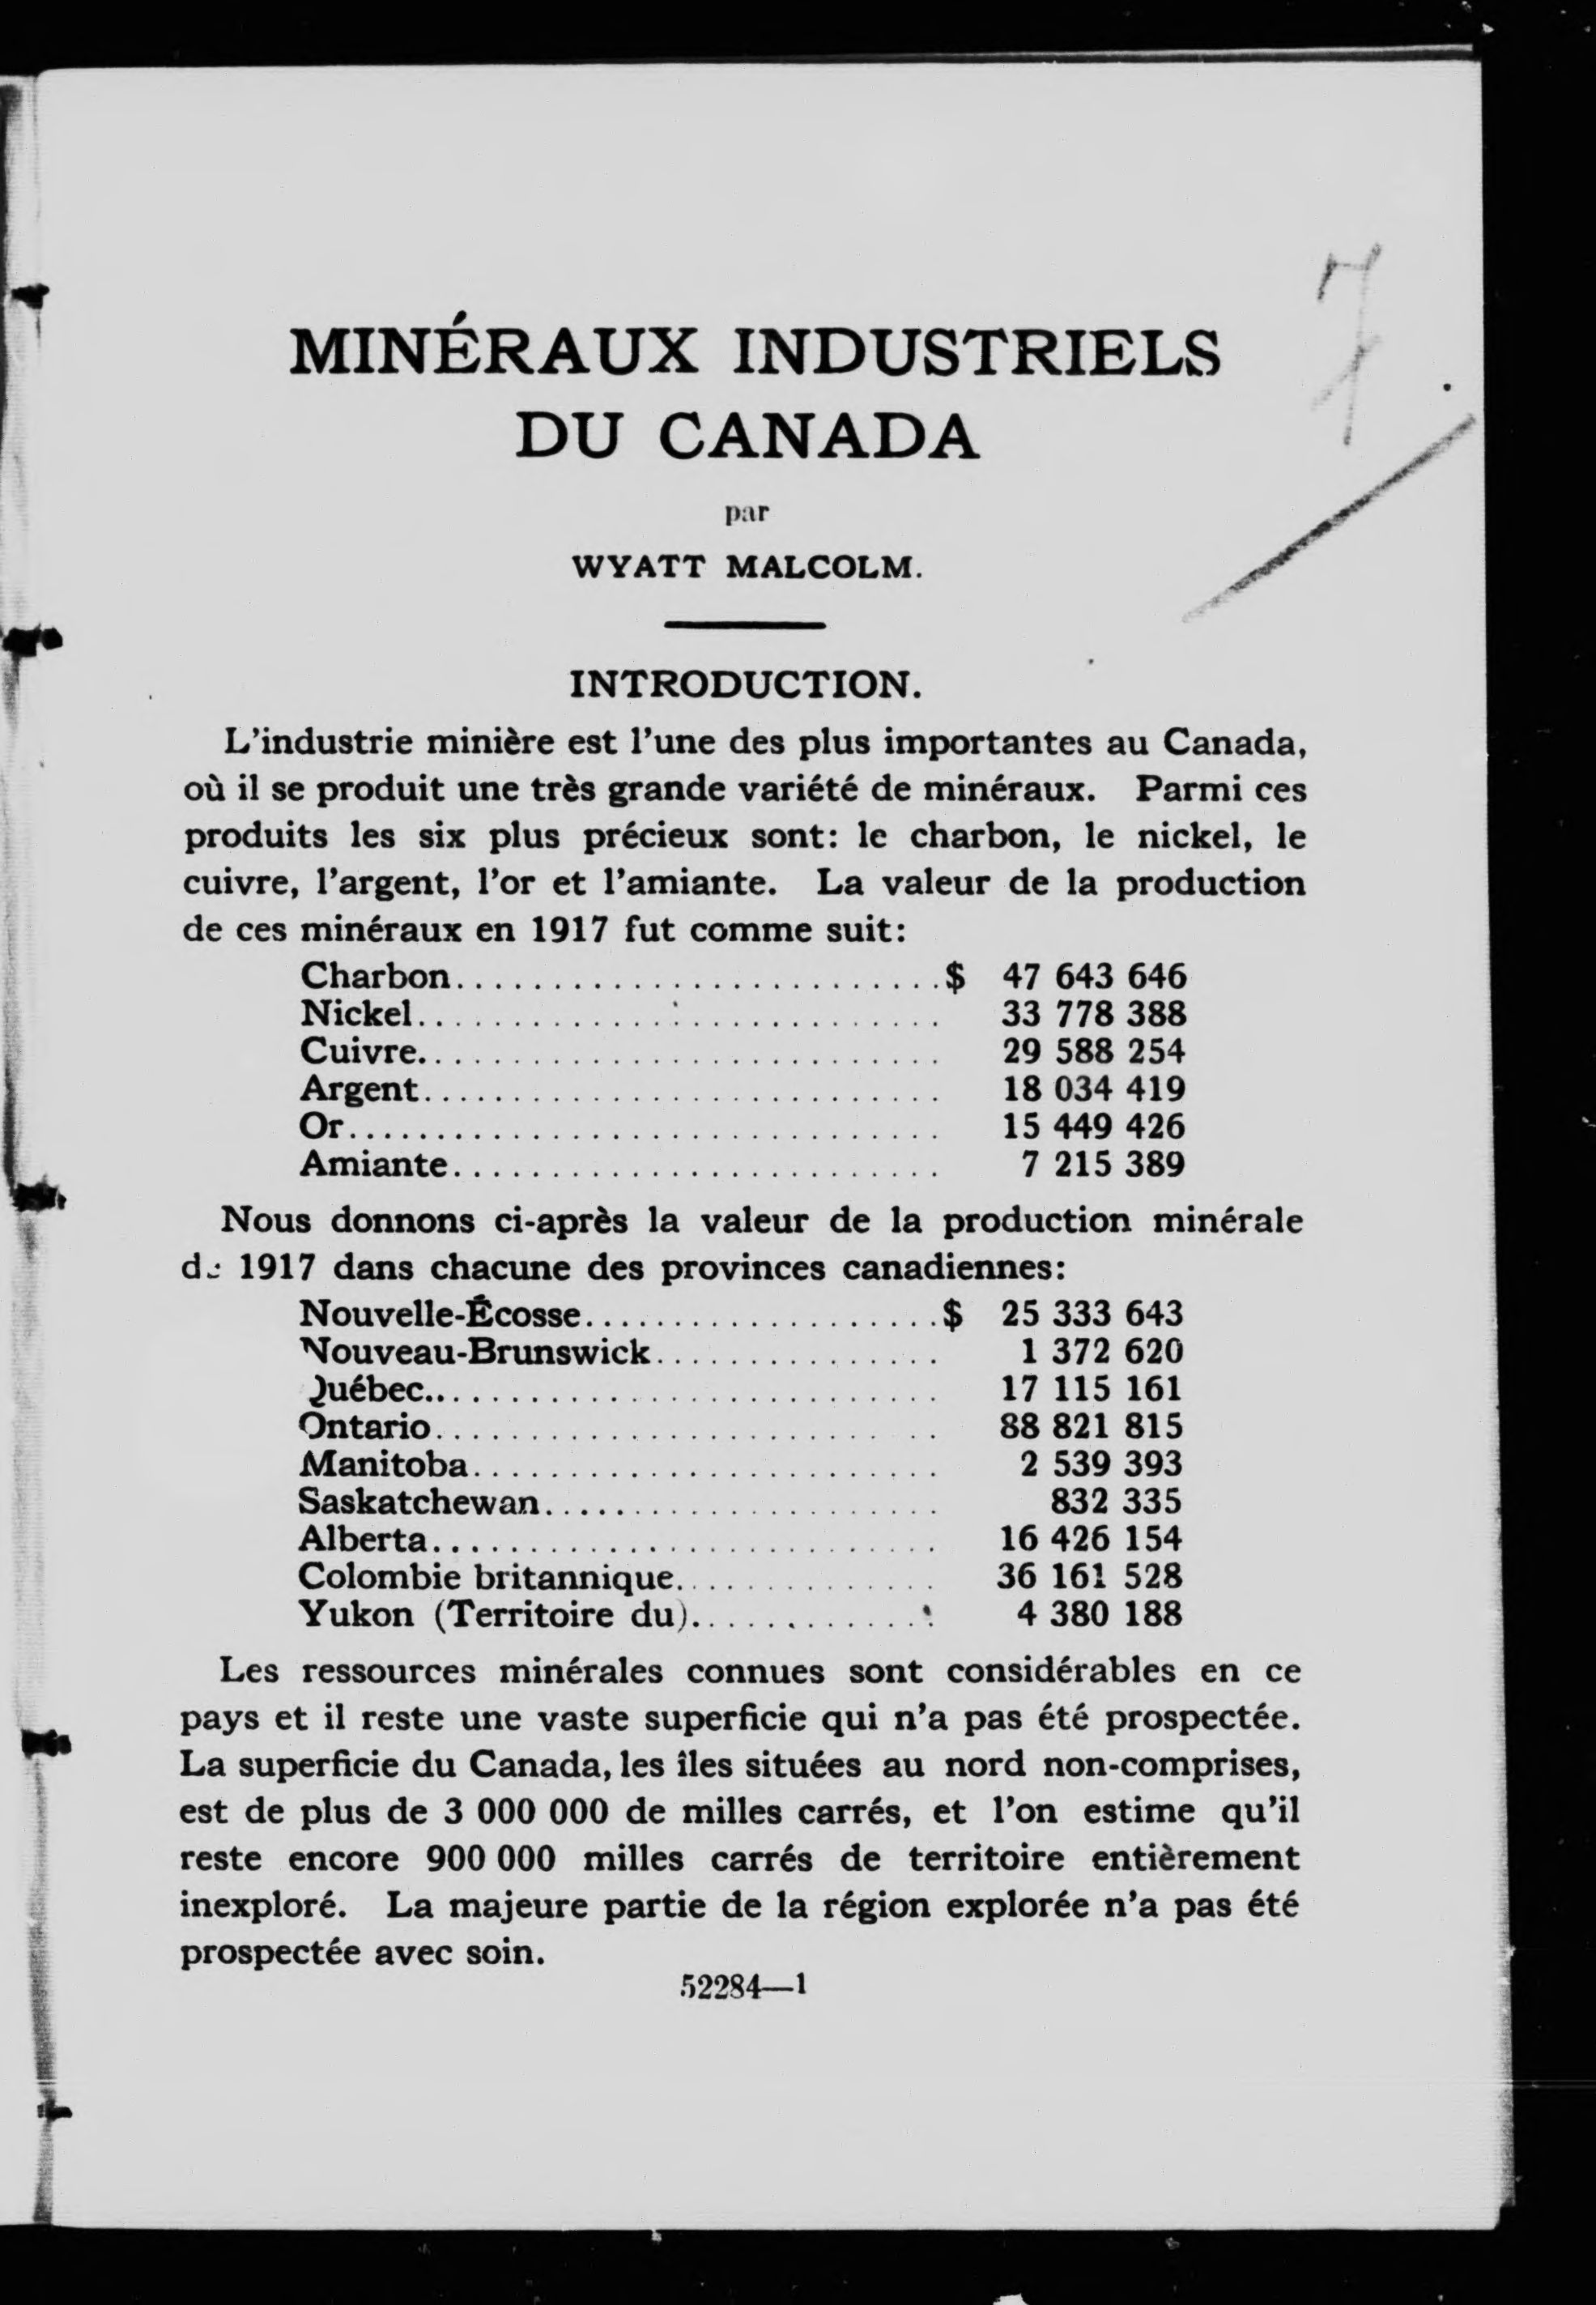 7
MINÉRAUX INDUSTRIELS
DU CANADA
par
WYATT MALCOLM.
INTRODUCTION.
L'industrie minière est l'une des plus importantes au Canada,
où il se produit une très grande variété de minéraux. Parmi ces
produits les six plus précieux sont: le charbon, le nickel, le
cuivre, l'argent, l'or et l'amiante. La valeur de la production
de ces minéraux en 1917 fut comme suit:
Charbon..........................$ 47 643 646
Nickel........................... 33 778 388
Cuivre........................... 29 588 254
Argent........................... 18 034 419
Or............................... 15 449 426
Amiante.......................... 7 215 389
Nous donnons ci-après la valeur de la production minérale
de 1917 dans chacune des provinces canadiennes:
Nouvelle-Écosse...................$ 25 333 643
Nouveau-Brunswick............... 1 372 620
Québec........................... 17 115 161
Ontario.......................... 88 821 815
Manitoba......................... 2 539 393
Saskatchewan..................... 832 335
Alberta.......................... 16 426 154
Colombie britannique.............. 36 161 528
Yukon (Territoire du)............. 4 380 188
Les ressources minérales connues sont considérables en ce
pays et il reste une vaste superficie qui n'a pas été prospectée.
La superficie du Canada, les îles situées au nord non-comprises,
est de plus de 3 000 000 de milles carrés, et l'on estime qu'il
reste encore 900 000 milles carrés de territoire entièrement
inexploré. La majeure partie de la région explorée n'a pas été
prospectée avec soin.
52284—1